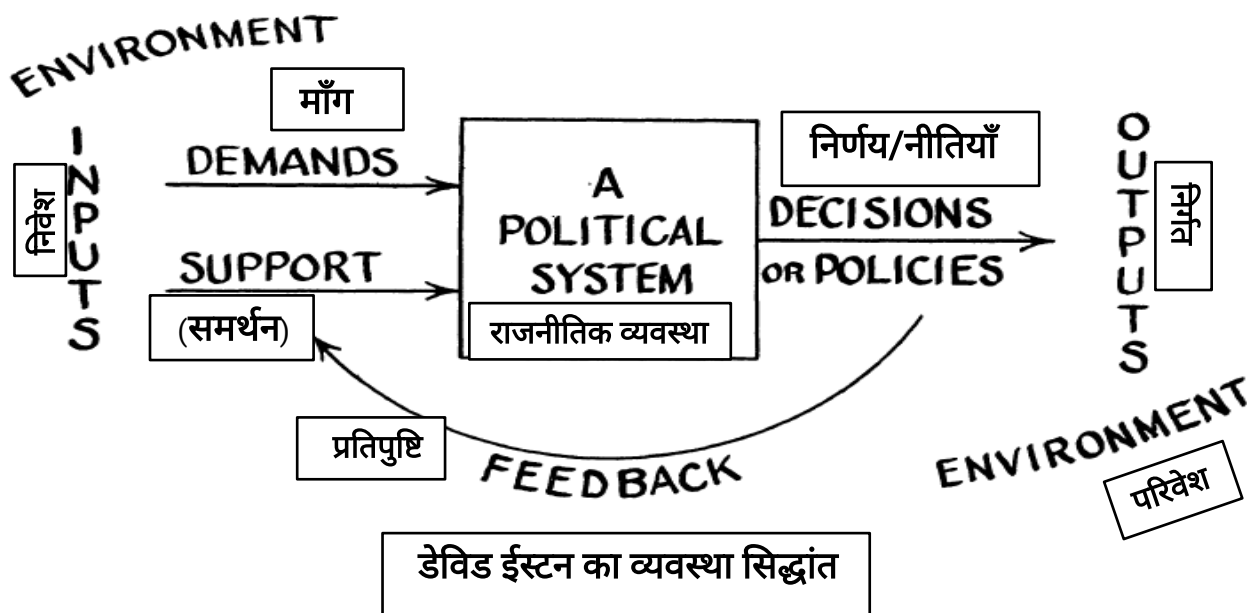 ENVIRONMENT
माँग
INPUTS
निवेश
DEMANDS
SUPPORT
(समर्थन)
A
POLITICAL
SYSTEM
राजनीतिक व्यवस्था
निर्णय/नीतियाँ
DECISIONS
OR POLICIES
OUTPUTS
निर्गत
प्रतिपुष्टि
FEEDBACK
ENVIRONMENT
परिवेश
डेविड ईस्टन का व्यवस्था सिद्धांत